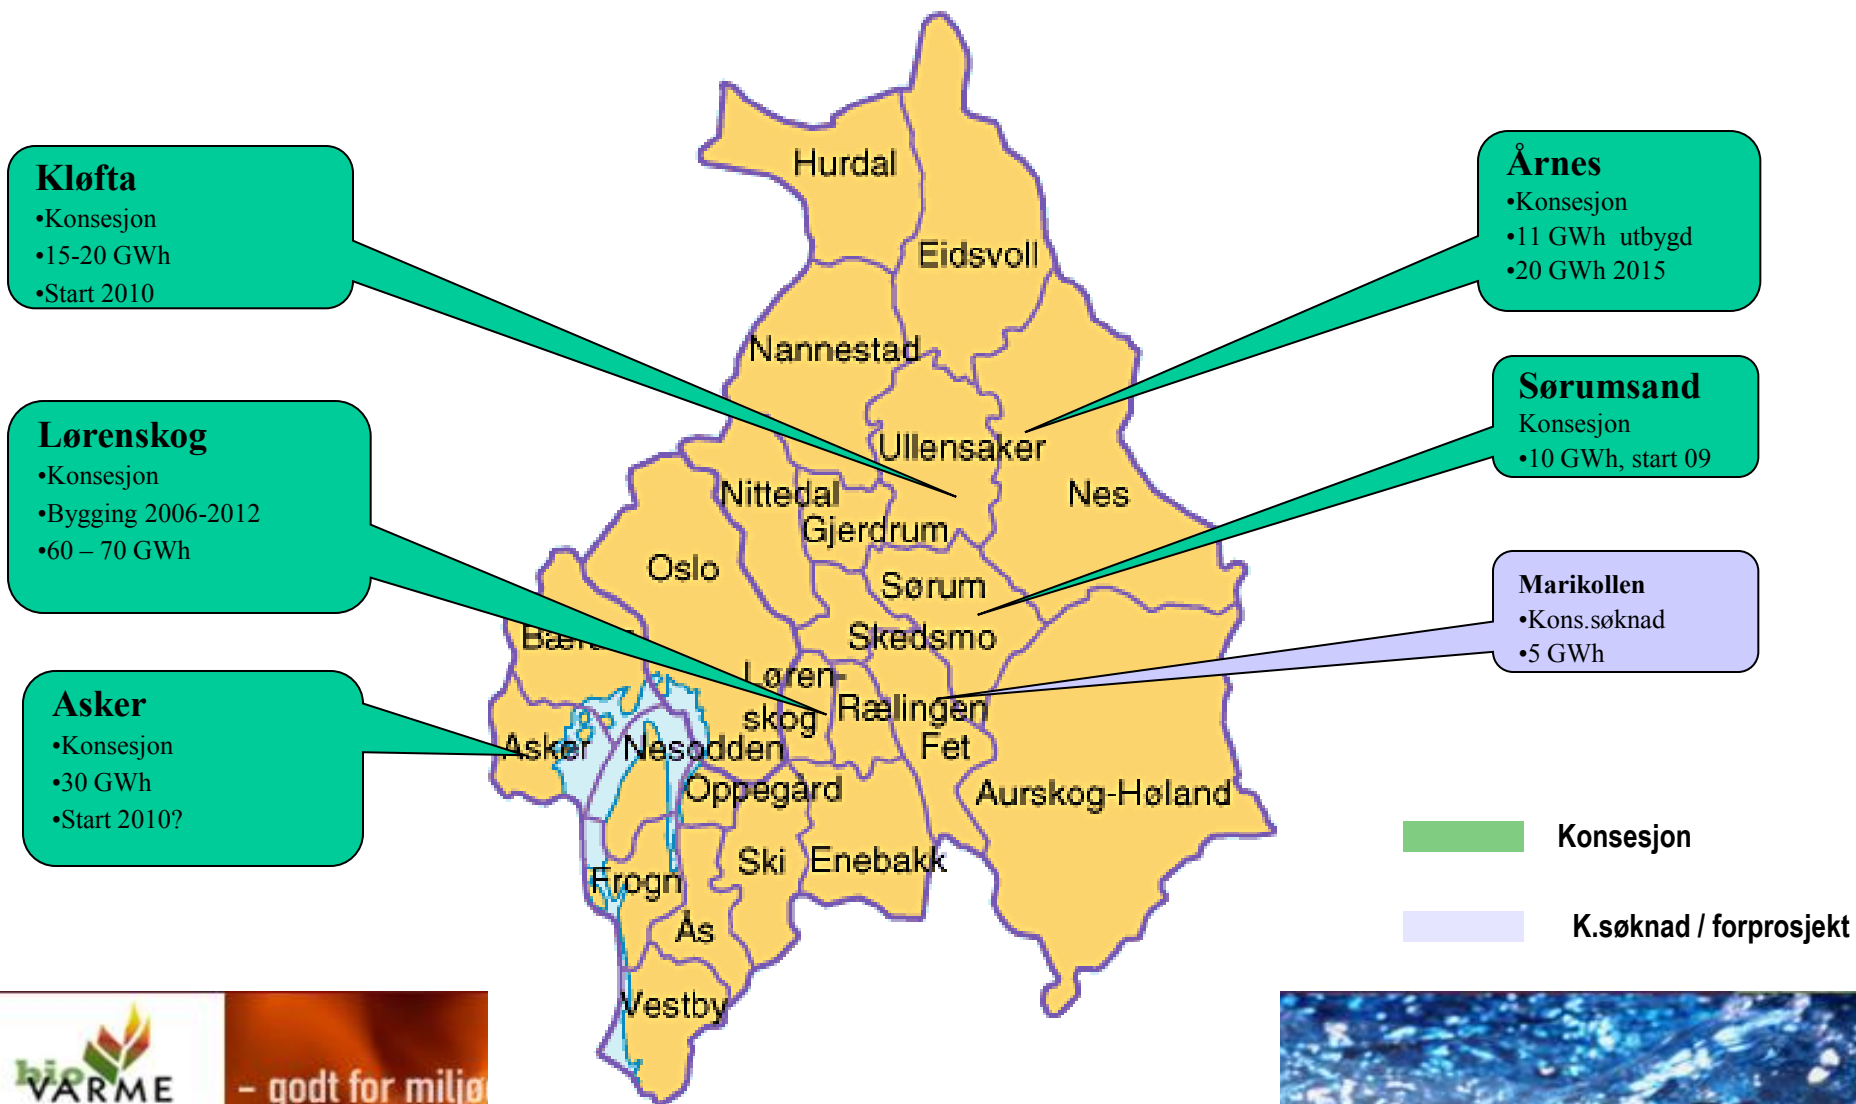 Kløfta
•Konsesjon
•15-20 GWh
•Start 2010
Lørenskog
•Konsesjon
•Bygging 2006-2012
•60 – 70 GWh
Asker
•Konsesjon
•30 GWh
•Start 2010?
Hurdal
Eidsvoll
Nannestad
Ullensaker
Nittedal
Nes
Gjerdrum
Oslo
Sørum
Skedsmo
Løren-
skog
Rælingen
Asker
Nesodden
Fet
Oppegård
Aurskog-Høland
Ski
Enebakk
Frogn
Ås
Vestby
Årnes
•Konsesjon
•11 GWh utbygd
•20 GWh 2015
Sørumsand
Konsesjon
•10 GWh, start 09
Marikollen
•Kons.søknad
•5 GWh
Konsesjon
K.søknad / forprosjekt
bio
VARME
– godt for miljø